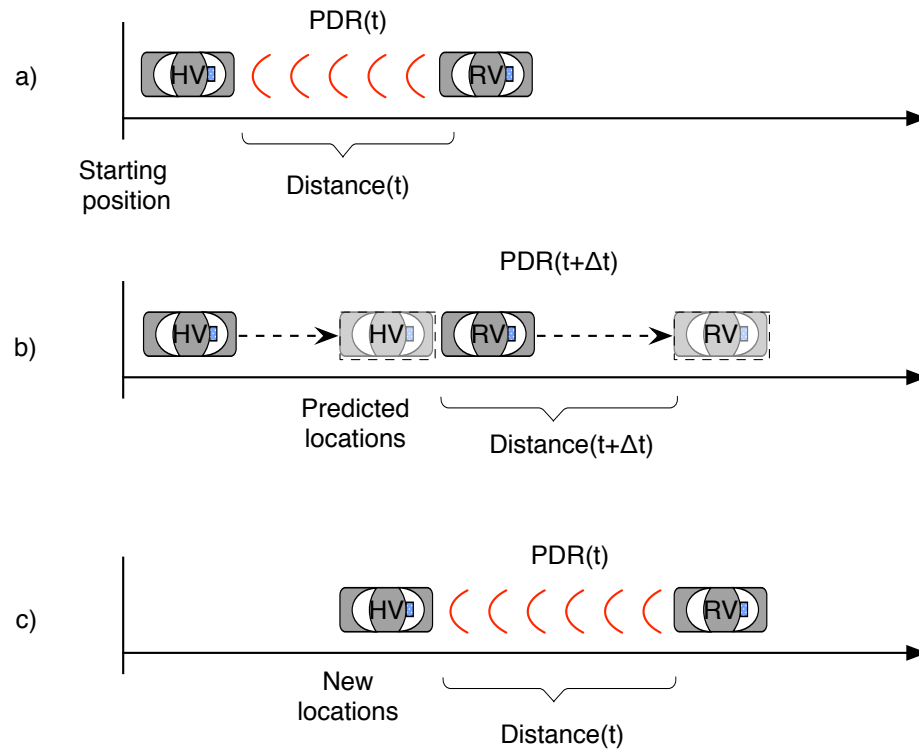 PDR(t)
a)
HV
RV
Starting
position
Distance(t)
PDR(t+Δt)
b)
HV
HV
RV
RV
Predicted
locations
Distance(t+Δt)
PDR(t)
c)
HV
RV
New
locations
Distance(t)